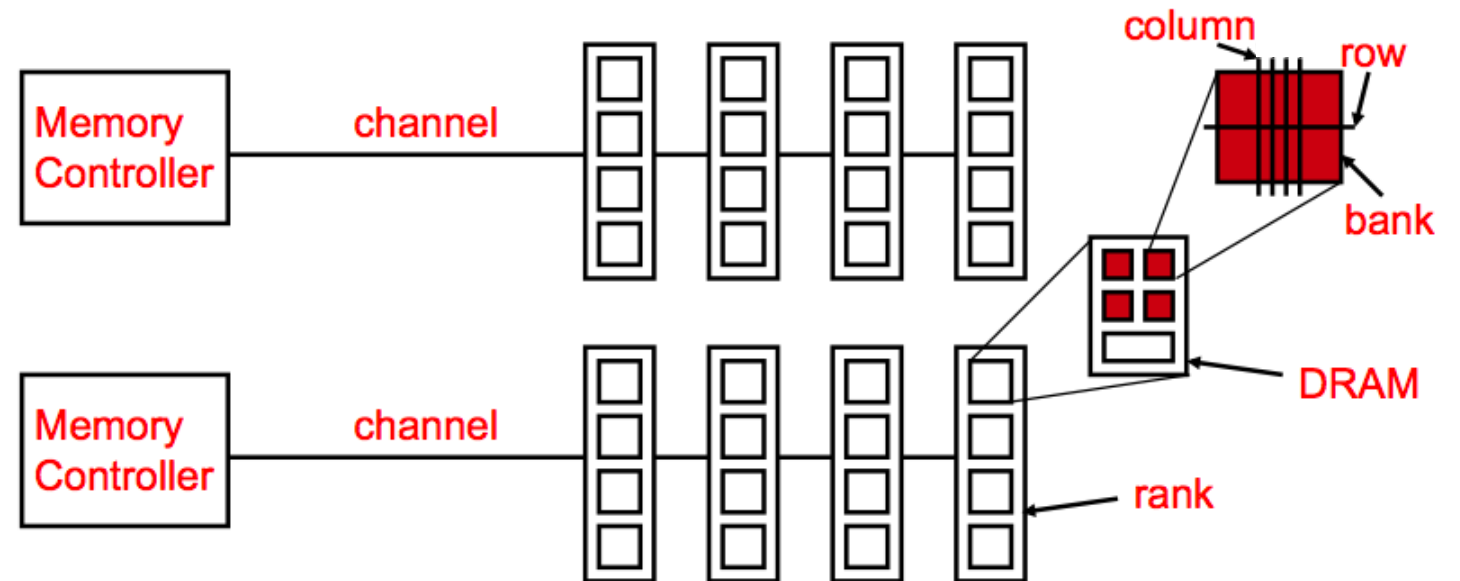 column
row
Memory
Controller
channel
bank
DRAM
Memory
Controller
channel
rank